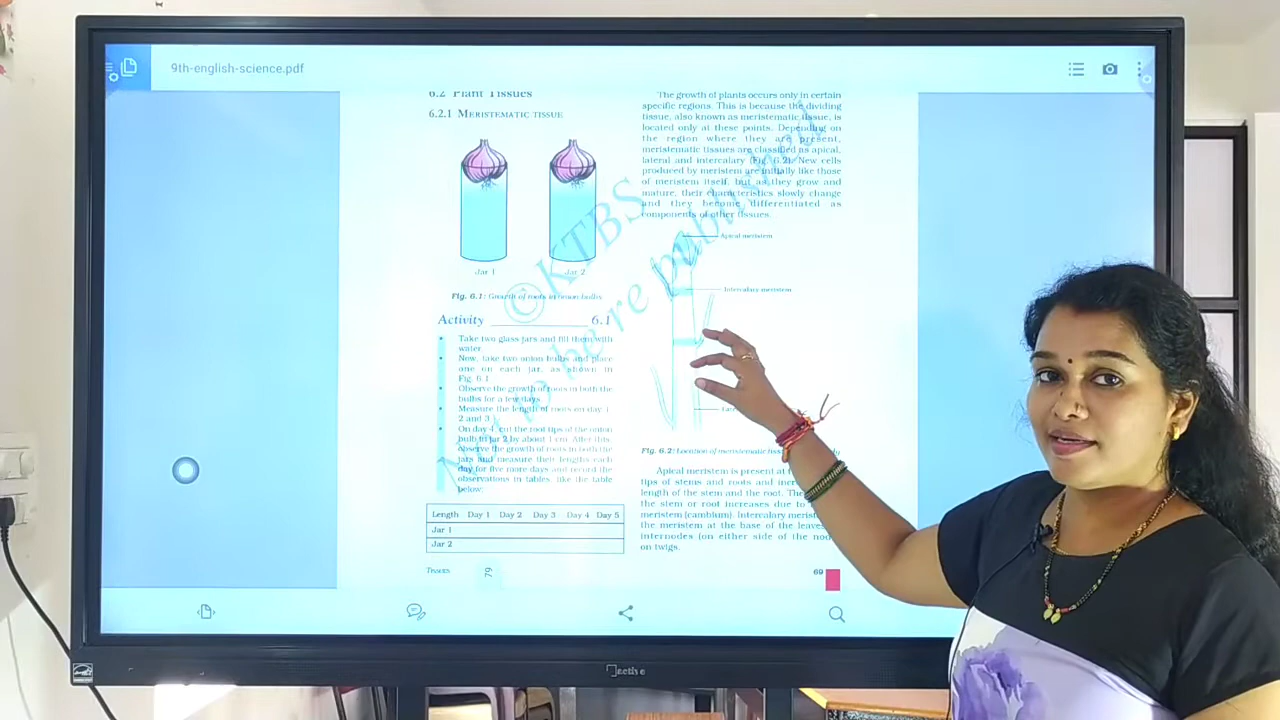 9th-english-science.pdf
6.2 Plant Tissues
6.2.1 MERISTEMATIC TISSUE
Jar 1
Jar 2
Fig. 6.1: Growth of roots in onion bulbs
Activity 6.1
• Take two glass jars and fill them with
water.
• Now, take two onion bulbs and place
one on each jar, as shown in
Fig. 6.1
• Observe the growth of roots in both the
bulbs for a few days.
• Measure the length of roots on day 1,
2 and 3.
• On day 4, cut the root tips of the onion
bulb in Jar 2 by about 1 cm. After this,
observe the growth of roots in both the
jars and measure their lengths each
day for five more days and record the
observations in tables, like the table
below:
Length Day 1 Day 2 Day 3 Day 4 Day 5
Jar 1
Jar 2
TISSUES
79
The growth of plants occurs only in certain
specific regions. This is because the dividing
tissue, also known as meristematic tissue, is
located only at these points. Depending on
the region where they are present,
meristematic tissues are classified as apical,
lateral and intercalary (Fig. 6.2). New cells
produced by meristem are initially like those
of meristem itself, but as they grow and
mature, their characteristics slowly change
and they become differentiated as
components of other tissues.
Apical meristem
Intercalary meristem
Fig. 6.2: Location of meristematic
Apical meristem is present at
tips of stems and roots and
length of the stem and the root.
the stem or root increases due to
meristem (cambium). Intercalary
the meristem at the base of the leaves
internodes (on either side of the
on twigs.
69
©KTBS
Not to be republished